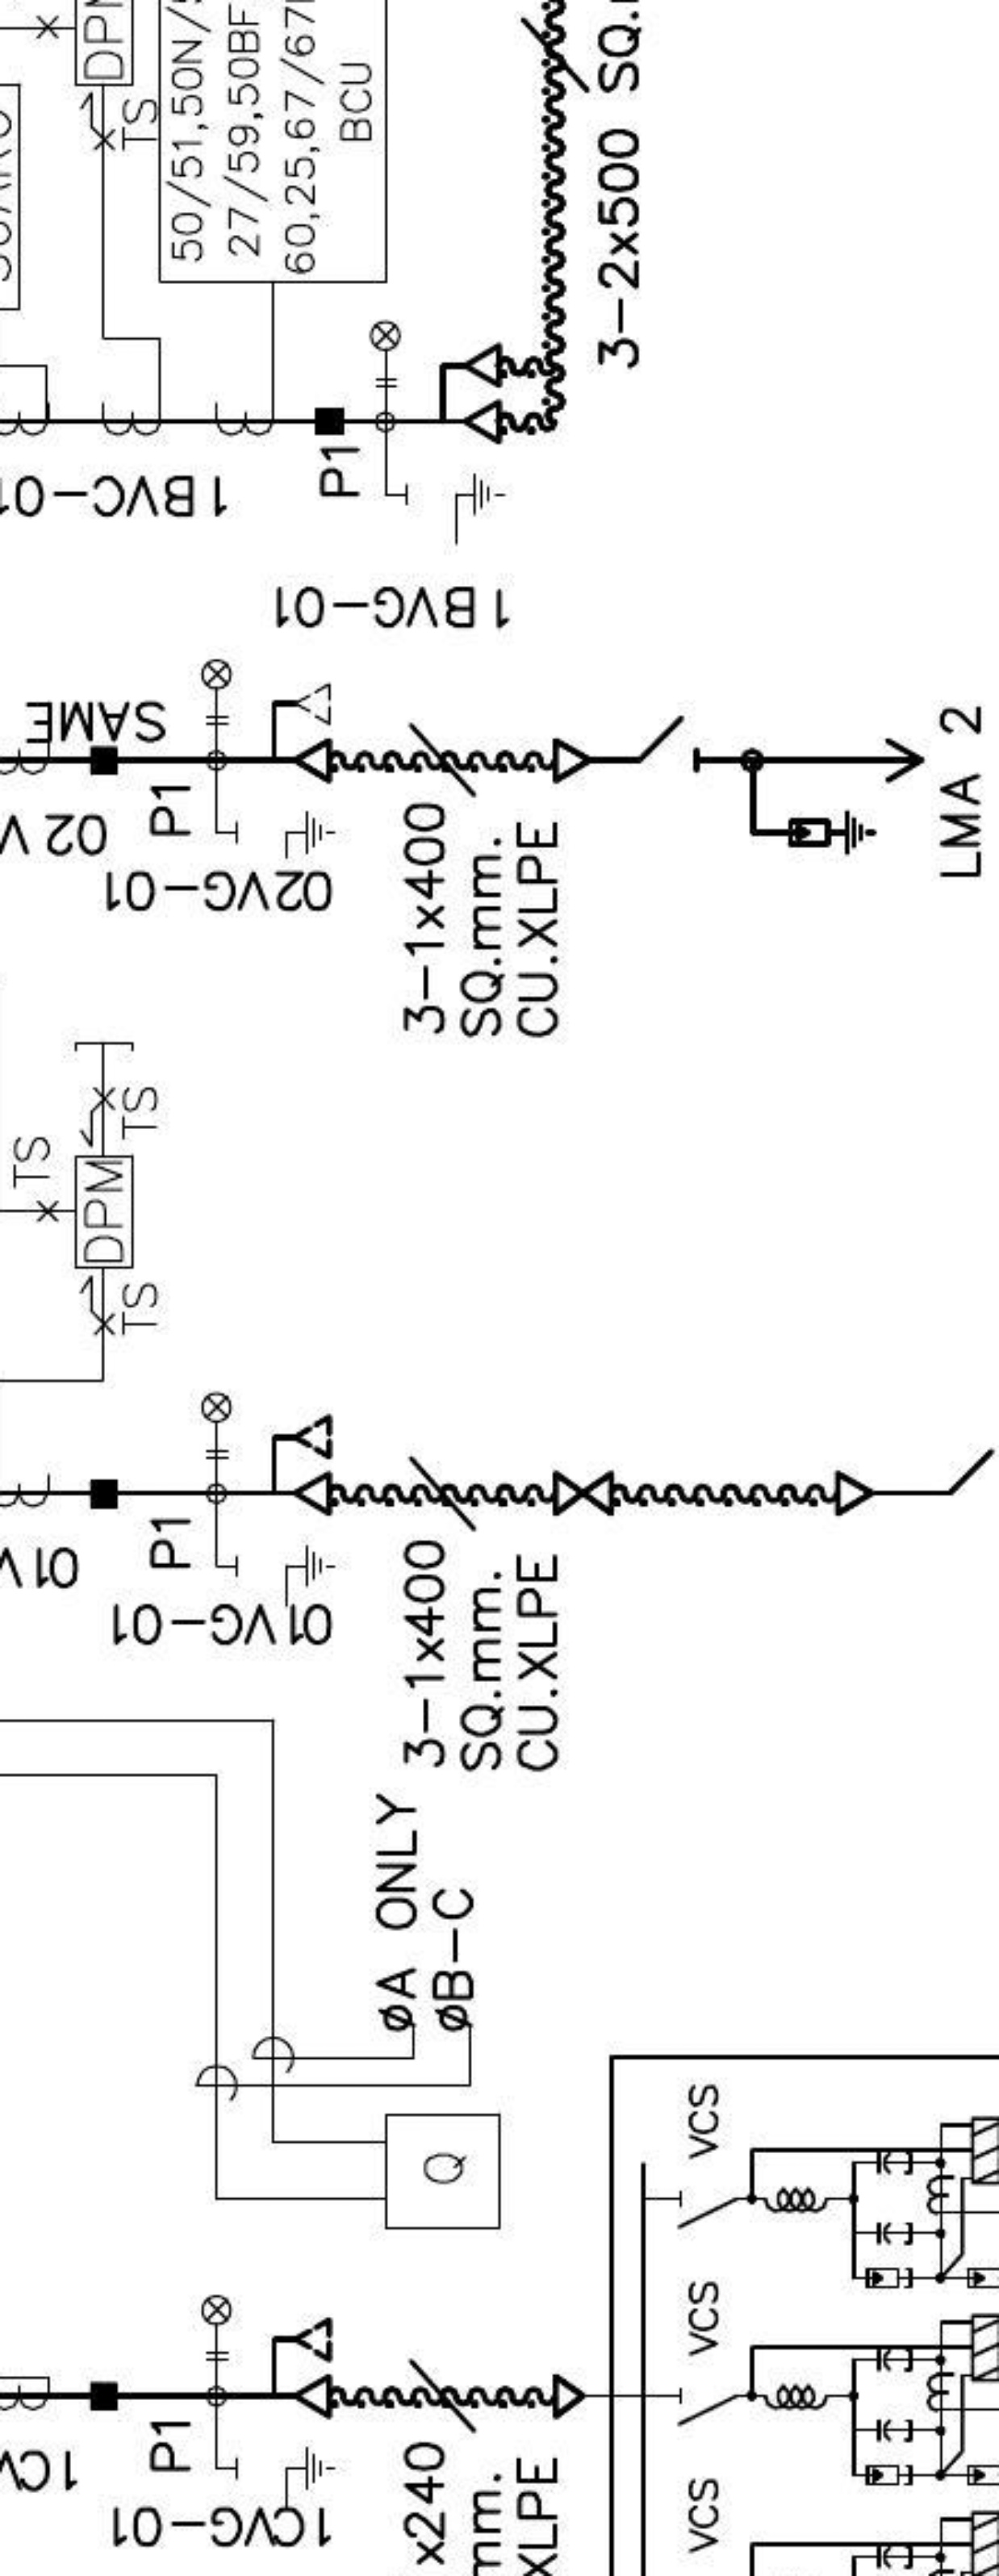 DPM
TS
50/51,50N/
27/59,50BF
60,25,67/67
BCU
3-2x500 SQ.
1BVC-01
P1
1BVG-01
SAME
02V
P1
02VG-01
3-1x400
SQ.mm.
CU.XLPE
LMA 2
TS
TS
DPM
TS
01V
P1
01VG-01
3-1x400
SQ.mm.
CU.XLPE
øA ONLY
øB-C
Q
VCS
VCS
VCS
1CV
P1
1CVG-01
x240
mm.
XLPE